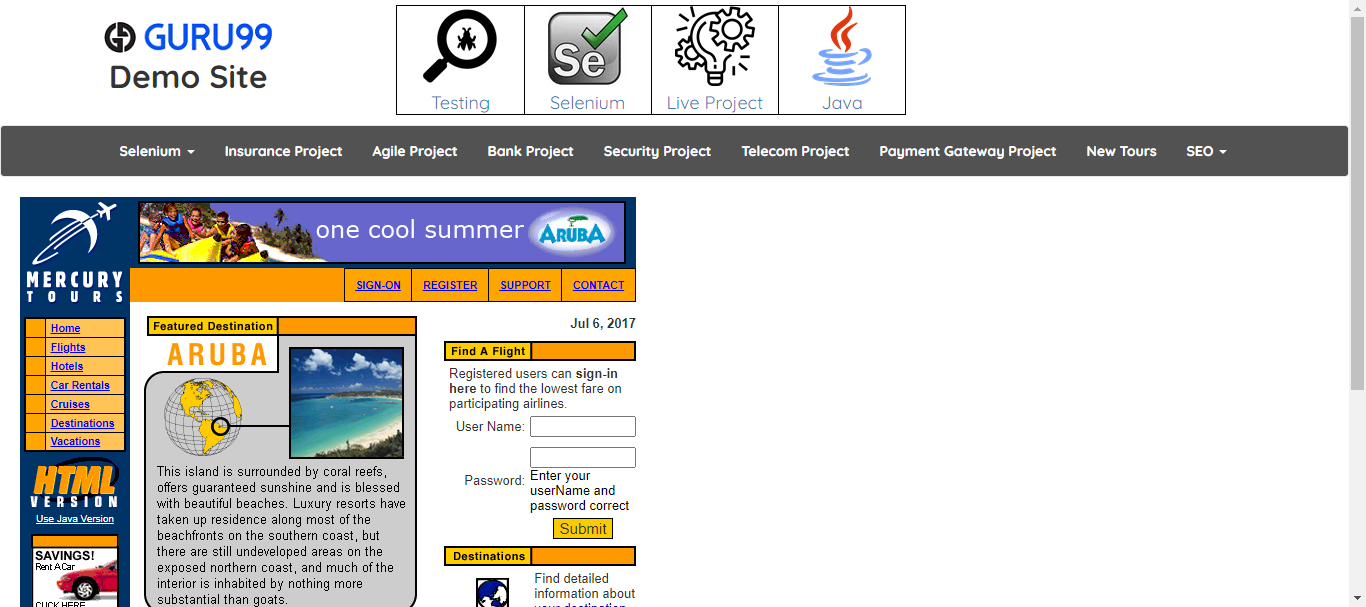 GURU99
Demo Site
Testing
Selenium
Live Project
Java
Selenium
Insurance Project
Agile Project
Bank Project
Security Project
Telecom Project
Payment Gateway Project
New Tours
SEO
one cool summer
ARUBA
MERCURY
TOURS
SIGN-ON
REGISTER
SUPPORT
CONTACT
Home
Flights
Hotels
Car Rentals
Cruises
Destinations
Vacations
HTML
VERSION
Use Java Version
SAVINGS!
Rent A Car
CLICK HERE
Featured Destination
ARUBA
This island is surrounded by coral reefs,
offers guaranteed sunshine and is blessed
with beautiful beaches. Luxury resorts have
taken up residence along most of the
beachfronts on the southern coast, but
there are still undeveloped areas on the
exposed northern coast, and much of the
interior is inhabited by nothing more
substantial than goats.
Jul 6, 2017
Find A Flight
Registered users can sign-in
here to find the lowest fare on
participating airlines.
User Name:
Password:
Enter your
userName and
password correct
Submit
Destinations
Find detailed
information about
your destination